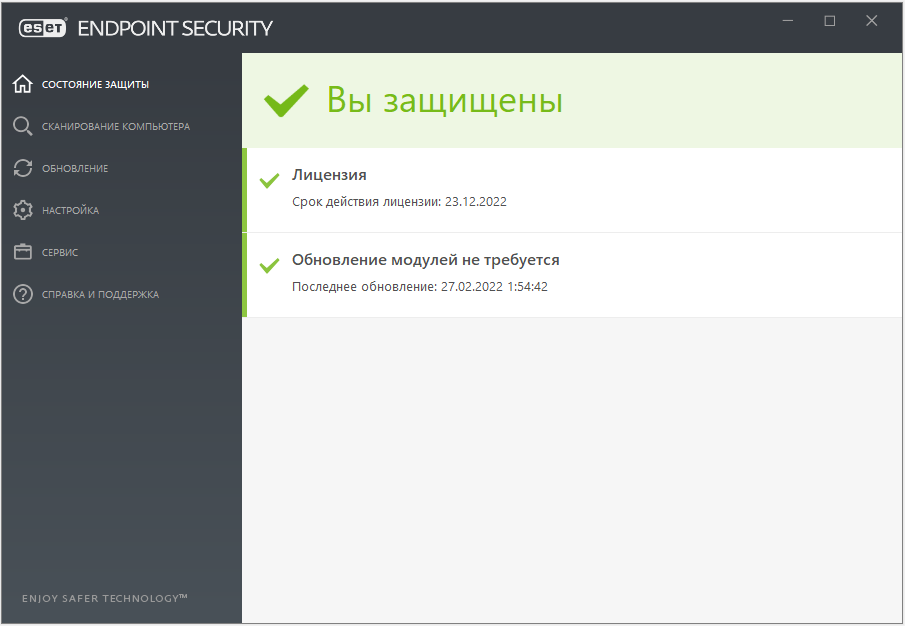 eset ENDPOINT SECURITY
СОСТОЯНИЕ ЗАЩИТЫ
СКАНИРОВАНИЕ КОМПЬЮТЕРА
ОБНОВЛЕНИЕ
НАСТРОЙКА
СЕРВИС
СПРАВКА И ПОДДЕРЖКА
ENJOY SAFER TECHNOLOGY™
Вы защищены
Лицензия
Срок действия лицензии: 23.12.2022
Обновление модулей не требуется
Последнее обновление: 27.02.2022 1:54:42